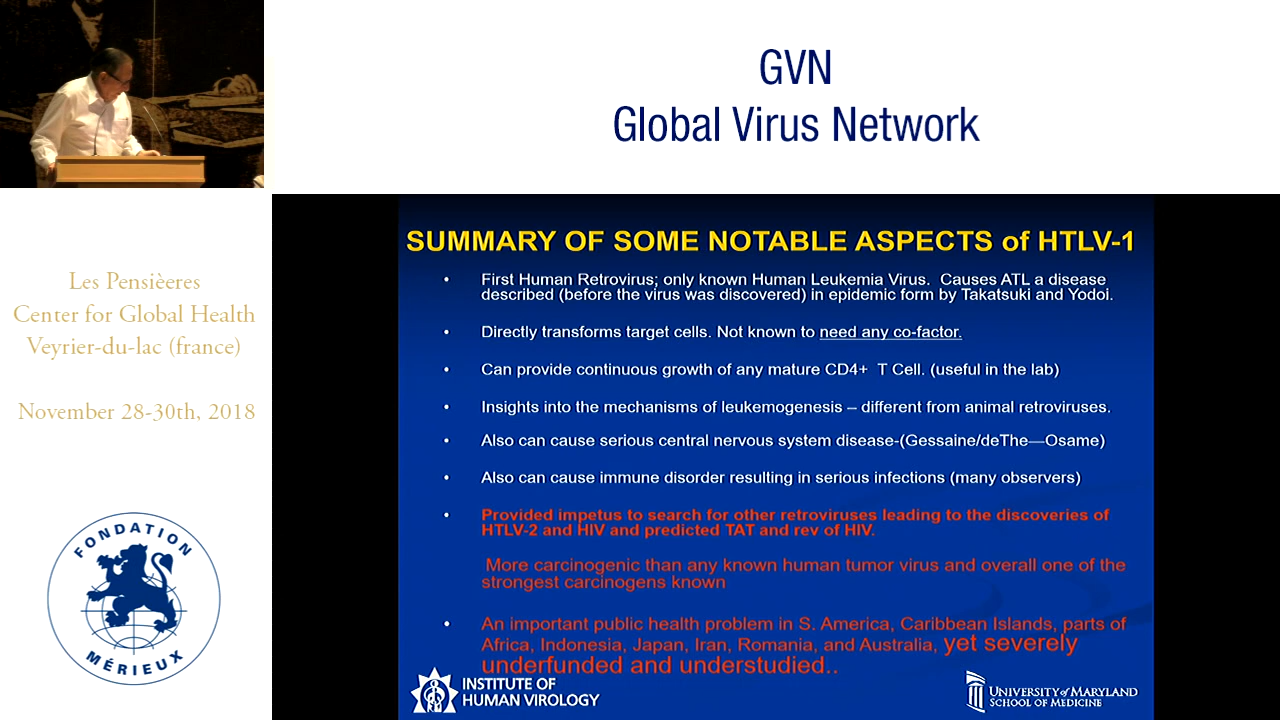 GVN
Global Virus Network
Les Pensièeres
Center for Global Health
Veyrier-du-lac (france)
November 28-30th, 2018
FONDATION
MÉRIEUX
SUMMARY OF SOME NOTABLE ASPECTS of HTLV-1
• First Human Retrovirus; only known Human Leukemia Virus. Causes ATL a disease
described (before the virus was discovered) in epidemic form by Takatsuki and Yodoi.
• Directly transforms target cells. Not known to need any co-factor.
• Can provide continuous growth of any mature CD4+ T Cell. (useful in the lab)
• Insights into the mechanisms of leukemogenesis – different from animal retroviruses.
• Also can cause serious central nervous system disease-(Gessaine/deThe—Osame)
• Also can cause immune disorder resulting in serious infections (many observers)
• Provided impetus to search for other retroviruses leading to the discoveries of
HTLV-2 and HIV and predicted TAT and rev of HIV.
More carcinogenic than any known human tumor virus and overall one of the
strongest carcinogens known
• An important public health problem in S. America, Caribbean Islands, parts of
Africa, Indonesia, Japan, Iran, Romania, and Australia, yet severely
underfunded and understudied..
INSTITUTE OF
HUMAN VIROLOGY
UNIVERSITY of MARYLAND
SCHOOL OF MEDICINE